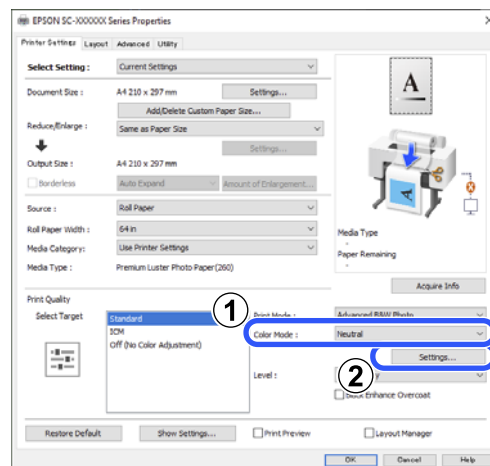 EPSON SC-XXXXXX Series Properties
Printer Settings Layout Advanced Utility
Select Setting : Current Settings
Document Size : A4 210 x 297 mm Settings...
Add/Delete Custom Paper Size...
Reduce/Enlarge : Same as Paper Size
Settings...
Output Size : A4 210 x 297 mm
Borderless Auto Expand Amount of Enlargement...
Source : Roll Paper
Roll Paper Width : 64 in
Media Category: Use Printer Settings
Media Type : Premium Luster Photo Paper(260)
A
A
Media Type
-
Paper Remaining
-
Acquire Info
Print Quality
Select Target
Standard
ICM
Off (No Color Adjustment)
1
Print Mode : Advanced B&W Photo
Color Mode : Neutral
Settings...
2
Level :
Enhance Overcoat
Restore Default Show Settings... Print Preview Layout Manager
OK Cancel Help